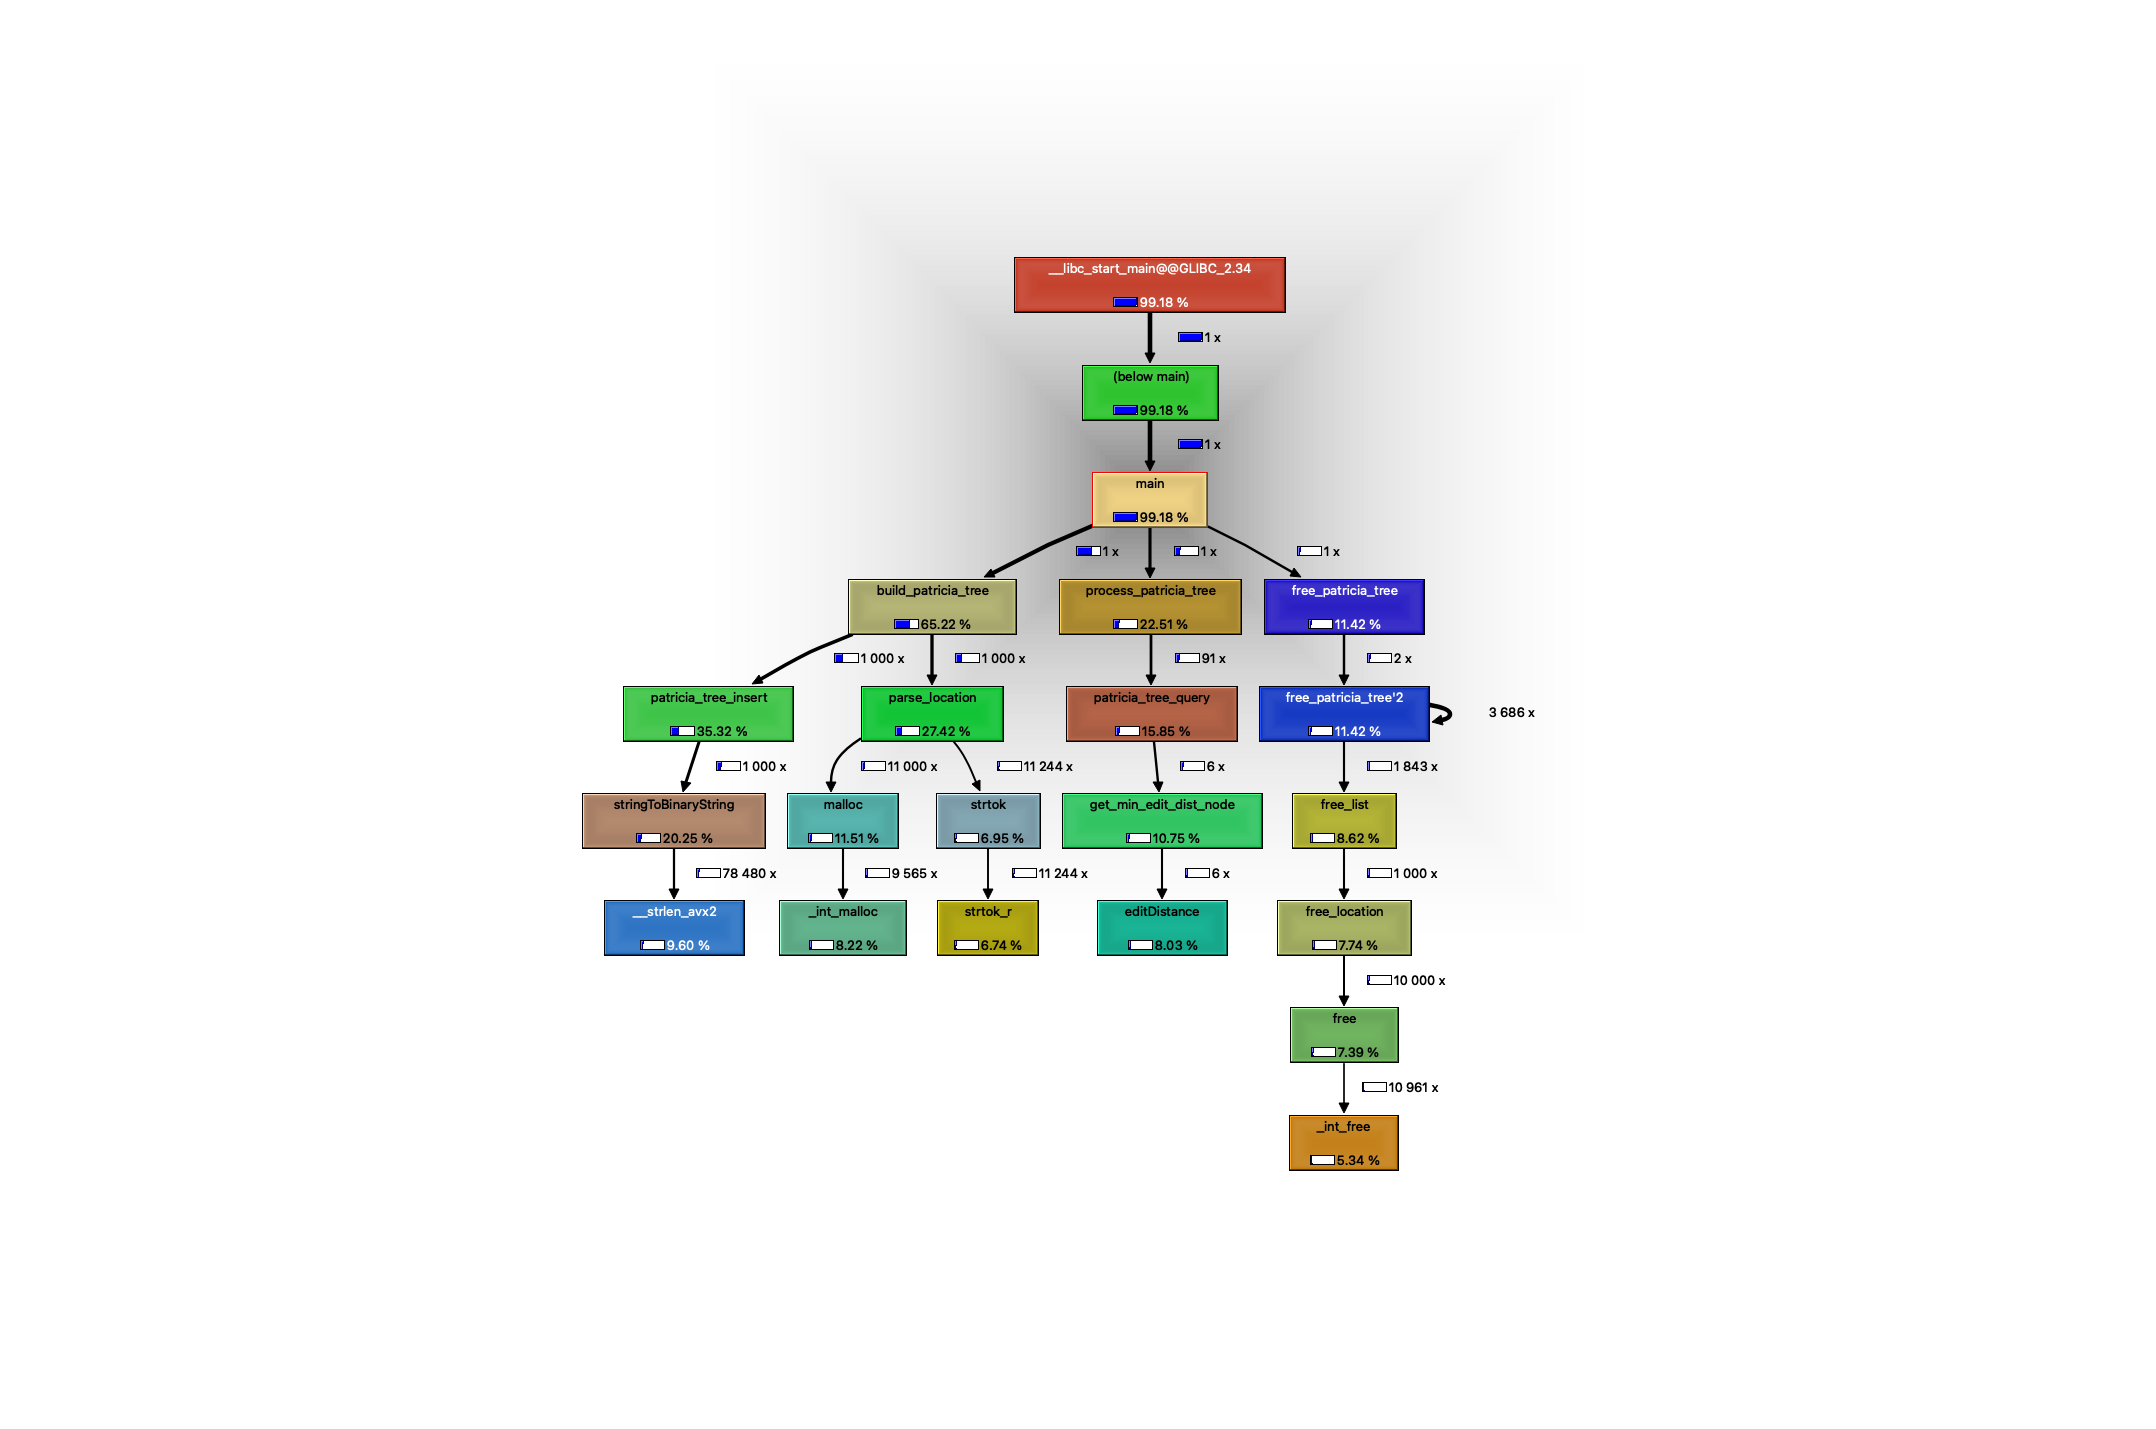 __libc_start_main@@GLIBC_2.34
99.18 %
1 x
(below main)
99.18 %
1 x
main
99.18 %
1 x 1 x 1 x
build_patricia_tree process_patricia_tree free_patricia_tree
65.22 % 22.51 % 11.42 %
1 000 x 1 000 x 91 x 2 x
patricia_tree_insert parse_location patricia_tree_query free_patricia_tree'2
3 686 x
35.32 % 27.42 % 15.85 % 11.42 %
1 000 x 11 000 x 11 244 x 6 x 1 843 x
stringToBinaryString malloc strtok get_min_edit_dist_node free_list
20.25 % 11.51 % 6.95 % 10.75 % 8.62 %
78 480 x 9 565 x 11 244 x 6 x 1 000 x
__strlen_avx2 _int_malloc strtok_r editDistance free_location
9.60 % 8.22 % 6.74 % 8.03 % 7.74 %
10 000 x
free
7.39 %
10 961 x
_int_free
5.34 %